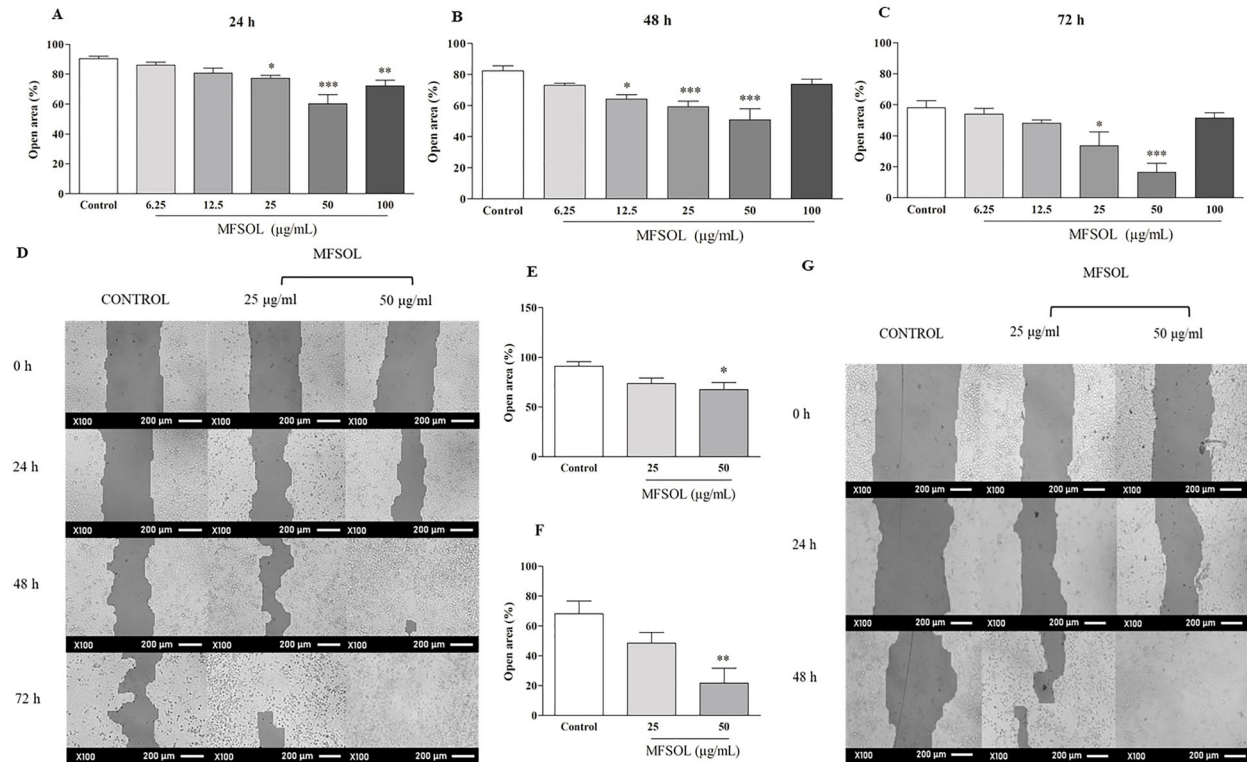 A
24 h
Open area (%)
100
80
60
40
20
0
*
***
**
Control
6.25
12.5
25
50
100
MFSOL (µg/mL)
B
48 h
Open area (%)
100
80
60
40
20
0
*
***
***
Control
6.25
12.5
25
50
100
MFSOL (µg/mL)
C
72 h
Open area (%)
100
80
60
40
20
0
*
***
Control
6.25
12.5
25
50
100
MFSOL (µg/mL)
D
MFSOL
CONTROL
25 µg/ml
50 µg/ml
0 h
X100 200 µm X100 200 µm X100 200 µm
24 h
X100 200 µm X100 200 µm X100 200 µm
48 h
X100 200 µm X100 200 µm X100 200 µm
72 h
X100 200 µm X100 200 µm X100 200 µm
E
Open area (%)
150
100
50
0
*
Control
25
50
MFSOL (µg/mL)
F
Open area (%)
100
80
60
40
20
0
**
Control
25
50
MFSOL (µg/mL)
G
MFSOL
CONTROL
25 µg/ml
50 µg/ml
0 h
X100 200 µm X100 200 µm X100 200 µm
24 h
X100 200 µm X100 200 µm X100 200 µm
48 h
X100 200 µm X100 200 µm X100 200 µm